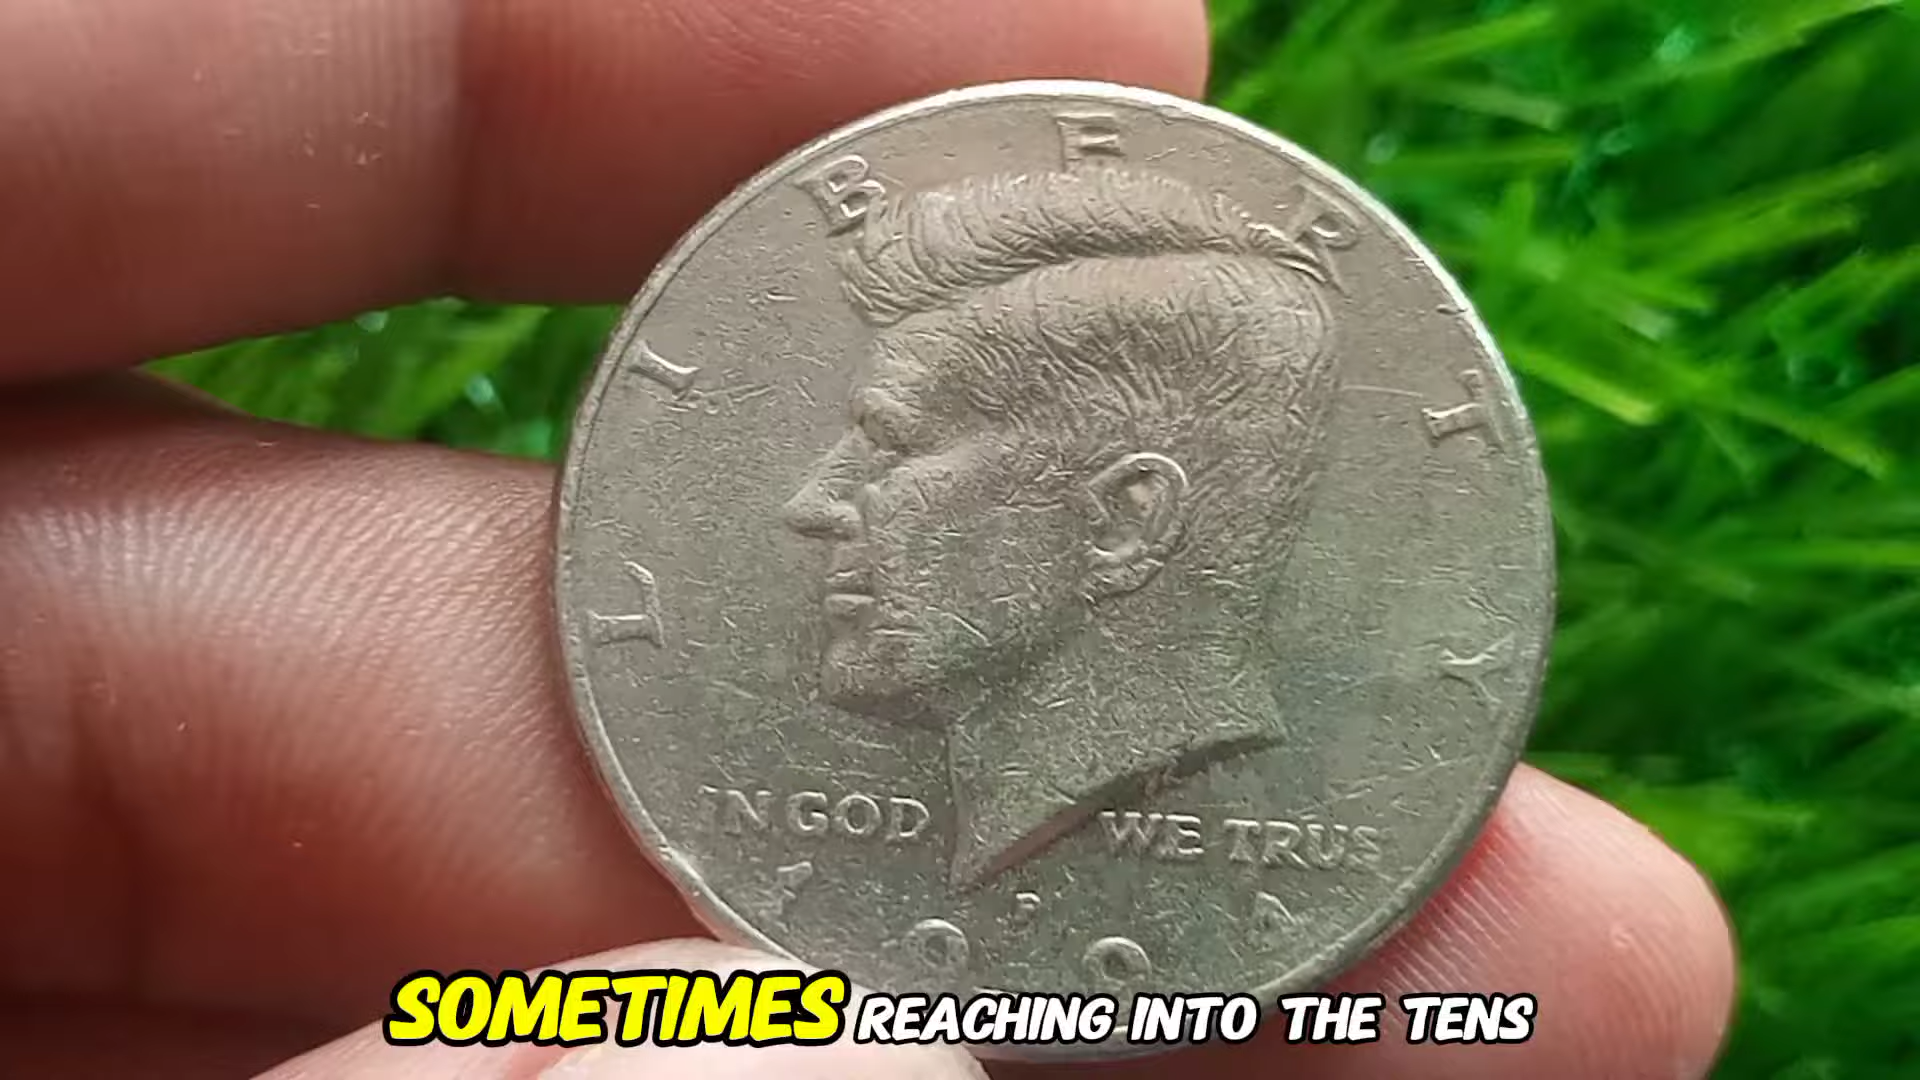 LIBERTY
IN GOD WE TRUS
P
SOMETIMES REACHING INTO THE TENS